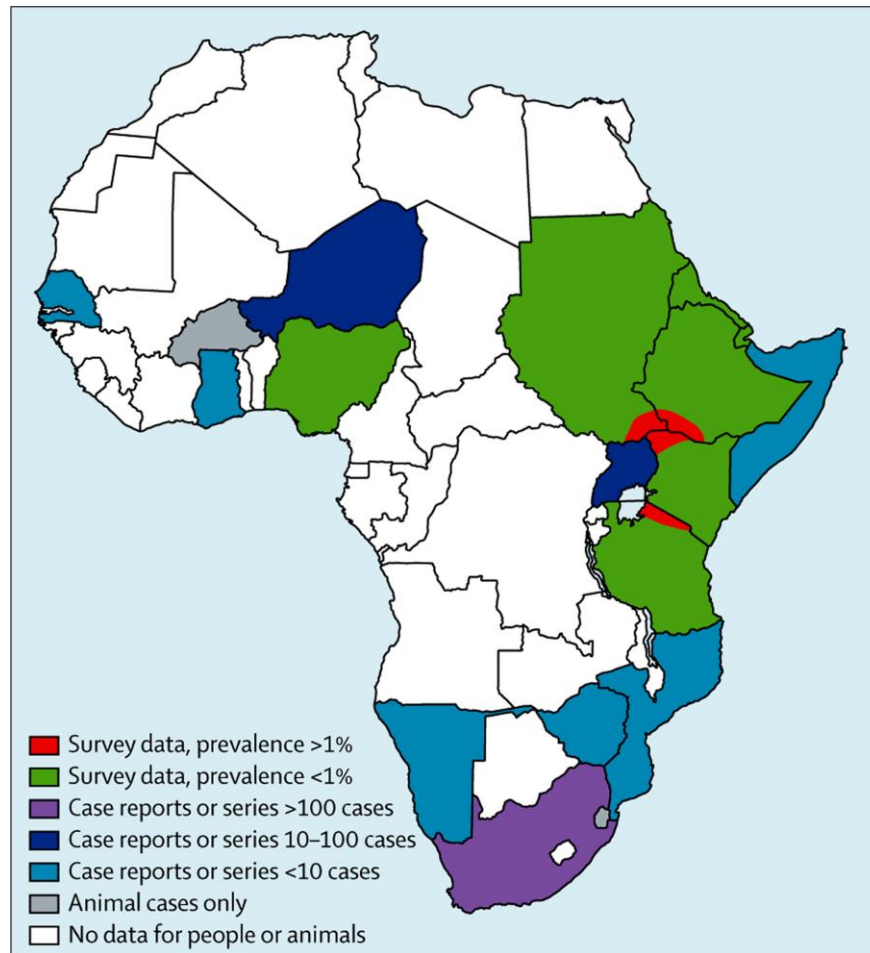 Survey data, prevalence >1%
Survey data, prevalence <1%
Case reports or series >100 cases
Case reports or series 10–100 cases
Case reports or series <10 cases
Animal cases only
No data for people or animals